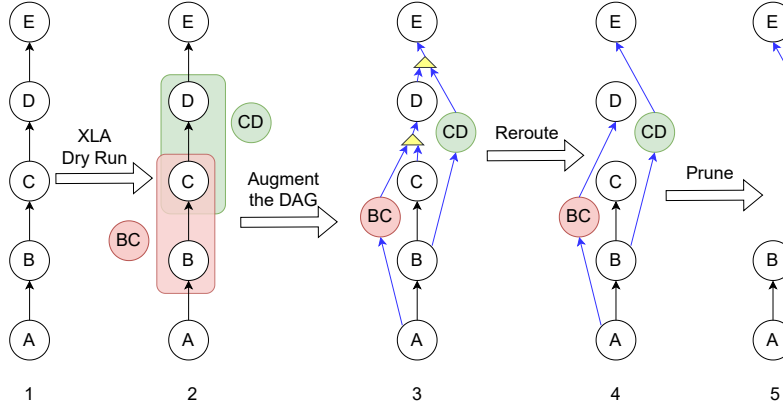 E
E
E
E
E
D
D
D
D
CD
CD
CD
XLA
Dry Run
Reroute
C
C
C
C
Augment
the DAG
Prune
BC
BC
BC
B
B
B
B
B
A
A
A
A
A
1
2
3
4
5